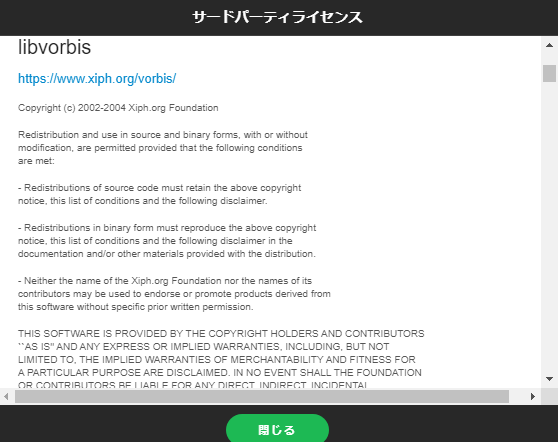 サードパーティライセンス
libvorbis
https://www.xiph.org/vorbis/
Copyright (c) 2002-2004 Xiph.org Foundation
Redistribution and use in source and binary forms, with or without
modification, are permitted provided that the following conditions
are met:
- Redistributions of source code must retain the above copyright
notice, this list of conditions and the following disclaimer.
- Redistributions in binary form must reproduce the above copyright
notice, this list of conditions and the following disclaimer in the
documentation and/or other materials provided with the distribution.
- Neither the name of the Xiph.org Foundation nor the names of its
contributors may be used to endorse or promote products derived from
this software without specific prior written permission.
THIS SOFTWARE IS PROVIDED BY THE COPYRIGHT HOLDERS AND CONTRIBUTORS
``AS IS'' AND ANY EXPRESS OR IMPLIED WARRANTIES, INCLUDING, BUT NOT
LIMITED TO, THE IMPLIED WARRANTIES OF MERCHANTABILITY AND FITNESS FOR
A PARTICULAR PURPOSE ARE DISCLAIMED. IN NO EVENT SHALL THE FOUNDATION
OR CONTRIBUTORS BE LIABLE FOR ANY DIRECT, INDIRECT, INCIDENTAL,
閉じる